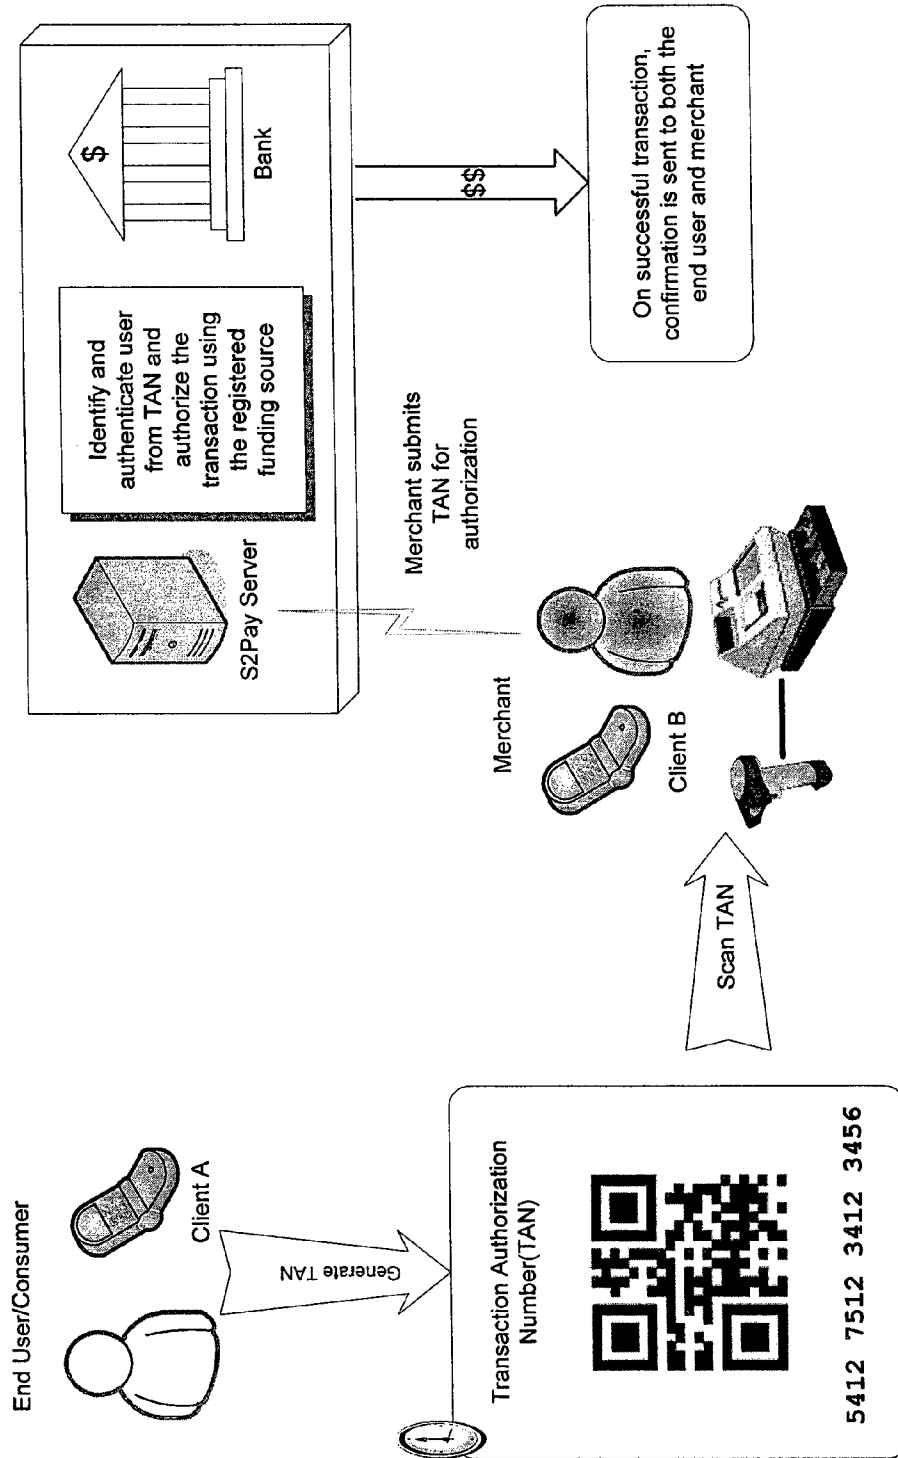 End User/Consumer
Client A
Generate TAN
Transaction Authorization
Number(TAN)
5412 7512 3412 3456
Scan TAN
Merchant
Client B
Merchant submits
TAN for
authorization
S2Pay Server
Identify and
authenticate user
from TAN and
authorize the
transaction using
the registered
funding source
$
Bank
$$
On successful transaction,
confirmation is sent to both the
end user and merchant